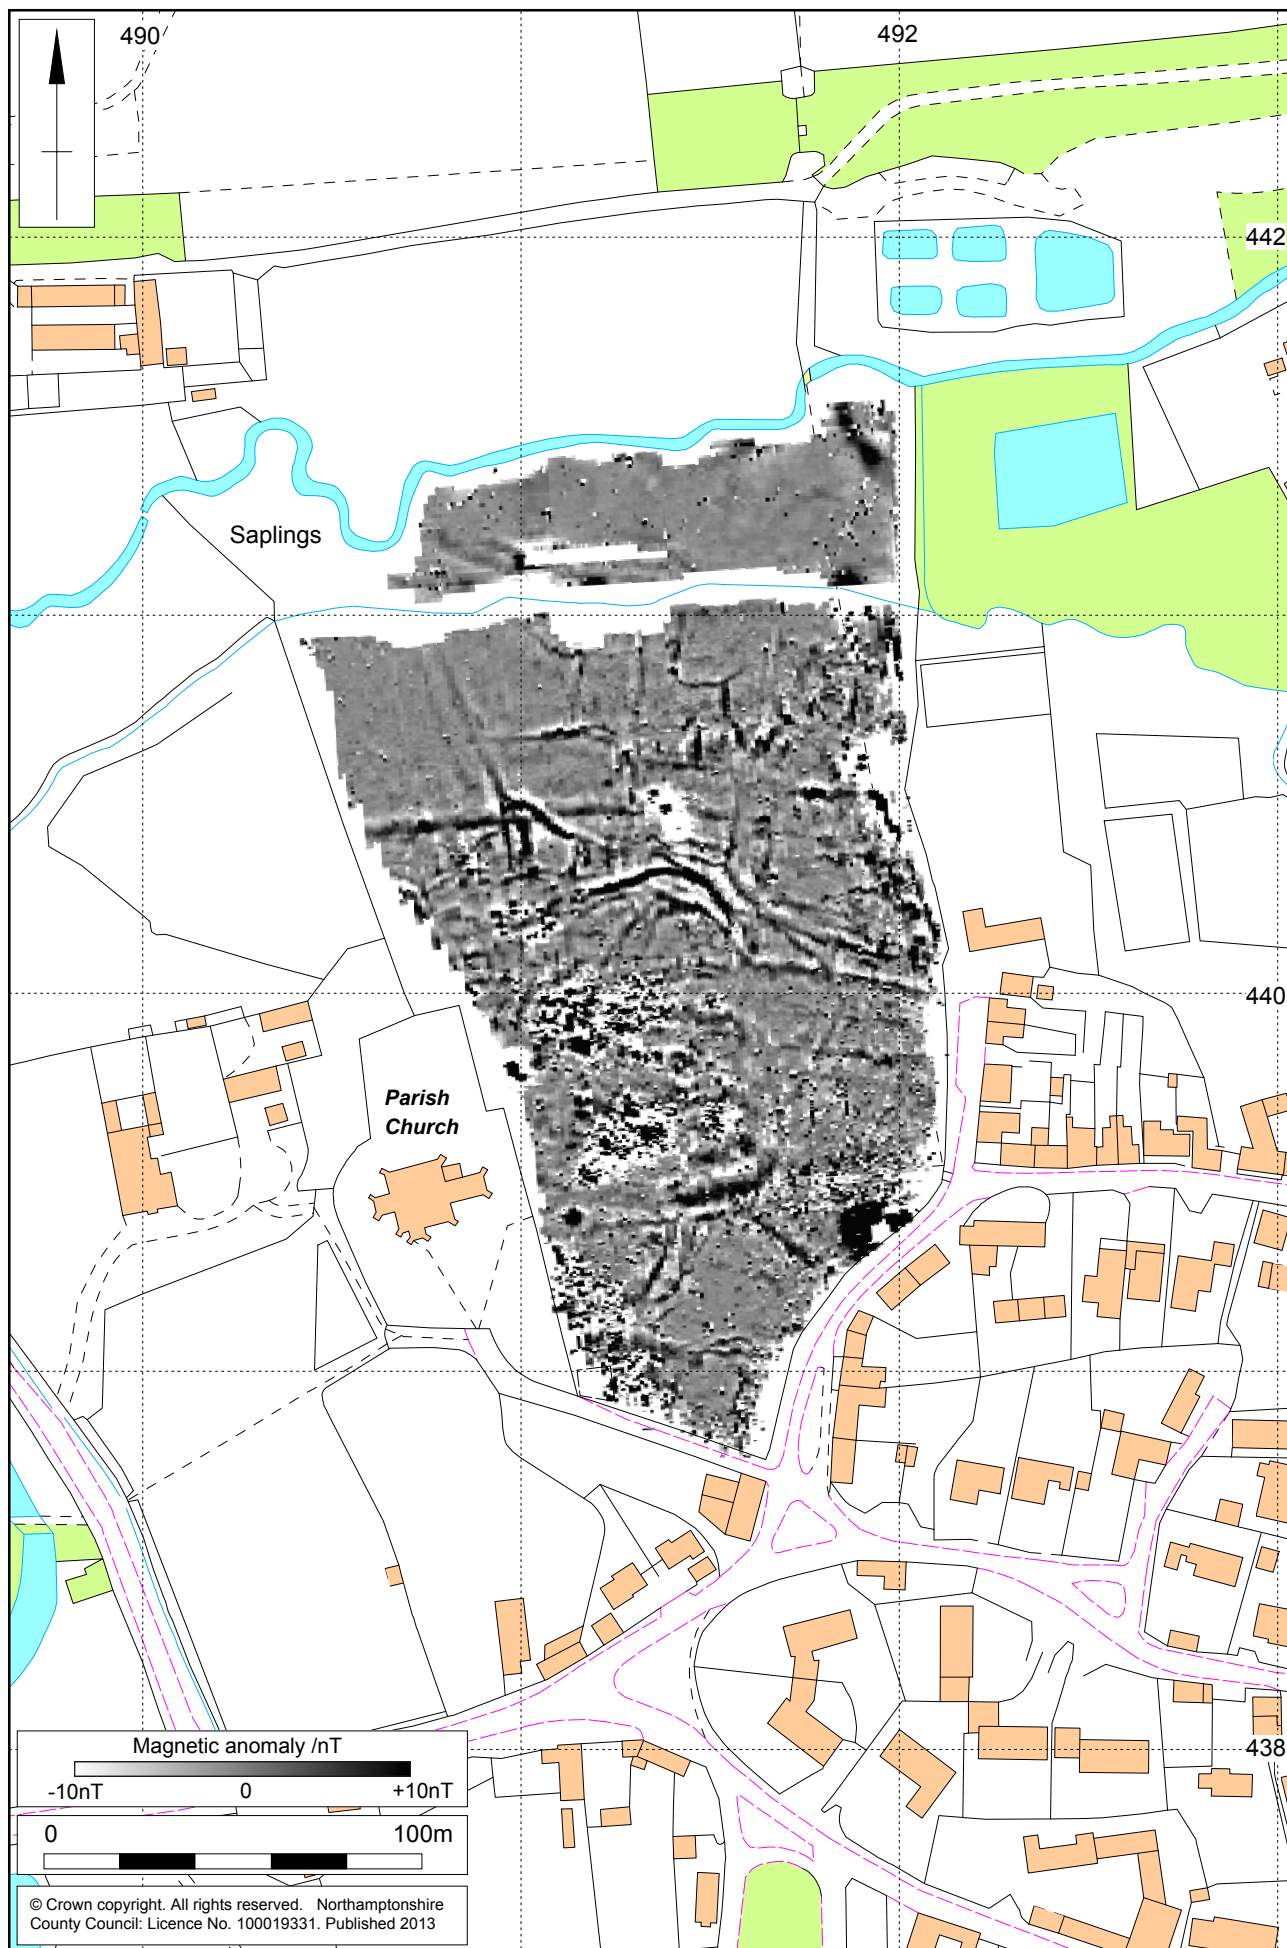 490
492
442
Saplings
440
Parish
Church
438
Magnetic anomaly /nT
-10nT 0 +10nT
0 100m
© Crown copyright. All rights reserved. Northamptonshire
County Council: Licence No. 100019331. Published 2013